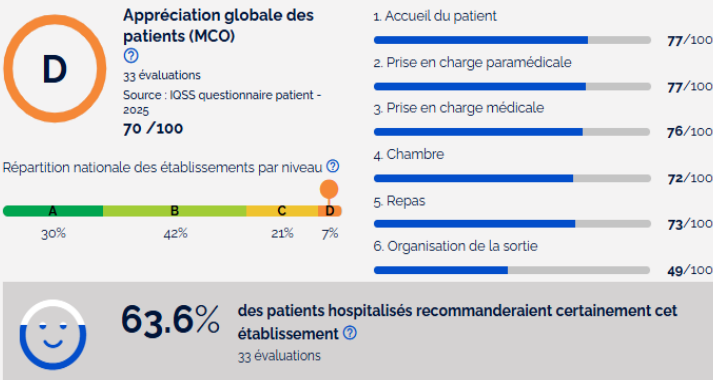 D
Appréciation globale des
patients (MCO)
?
33 évaluations
Source : IQSS questionnaire patient -
2025
70 /100
Répartition nationale des établissements par niveau ?
A B C D
30% 42% 21% 7%
1. Accueil du patient
77/100
2. Prise en charge paramédicale
77/100
3. Prise en charge médicale
76/100
4. Chambre
72/100
5. Repas
73/100
6. Organisation de la sortie
49/100
63.6% des patients hospitalisés recommanderaient certainement cet
établissement ?
33 évaluations